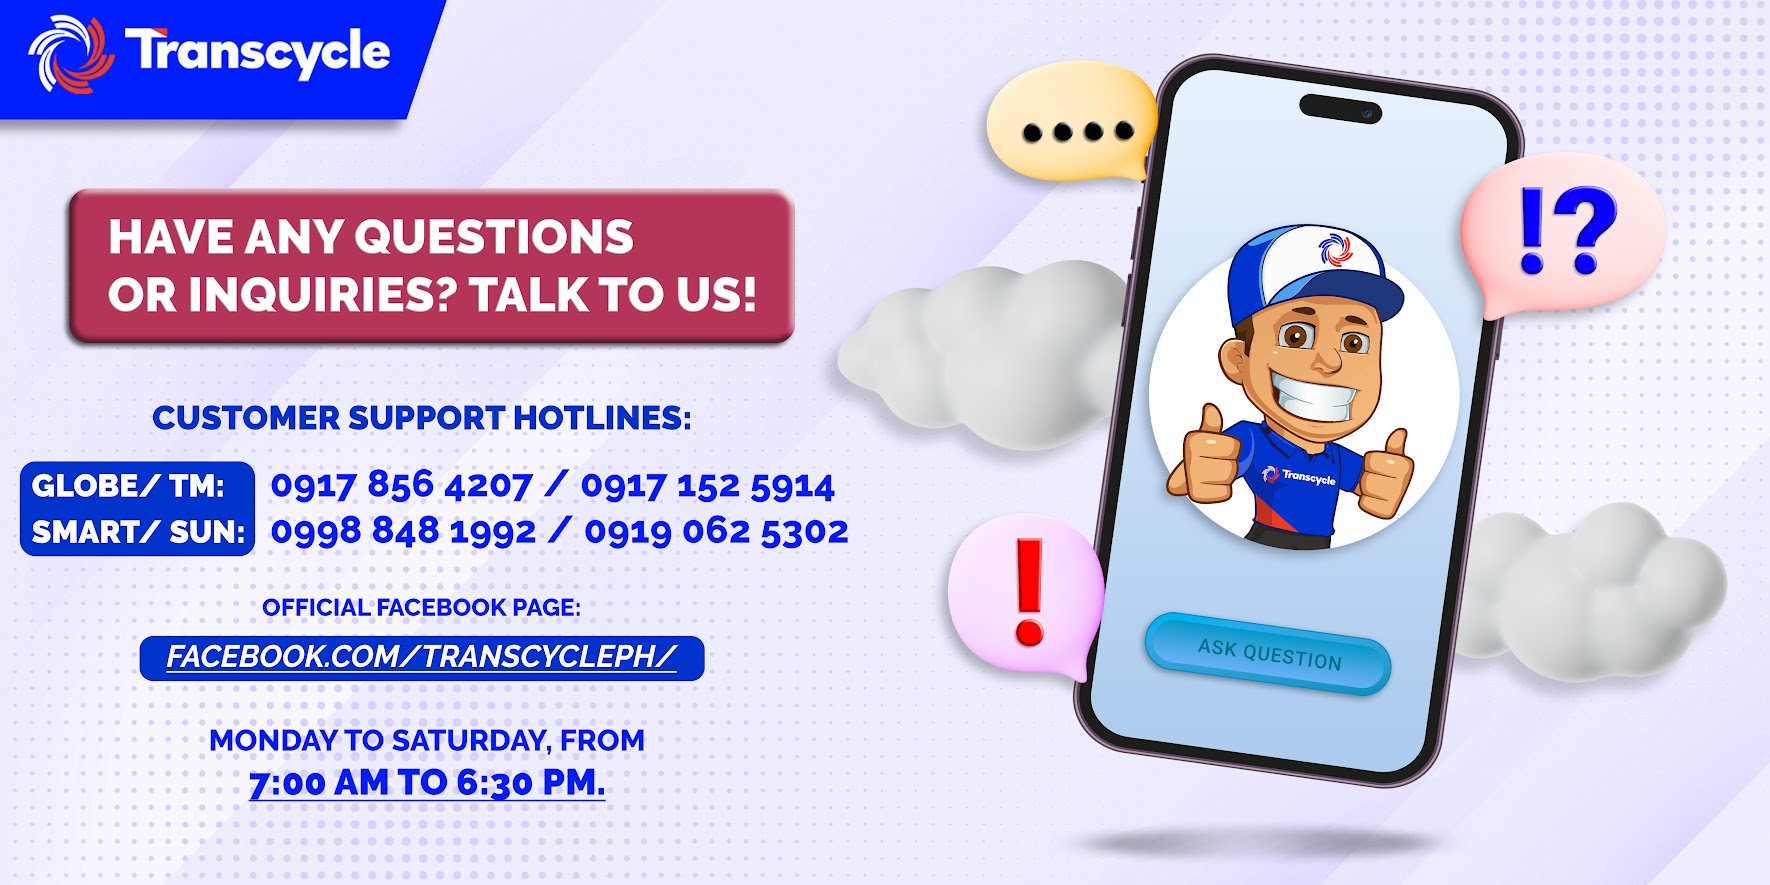 Transcycle
HAVE ANY QUESTIONS
OR INQUIRIES? TALK TO US!
CUSTOMER SUPPORT HOTLINES:
GLOBE/ TM: 0917 856 4207 / 0917 152 5914
SMART/ SUN: 0998 848 1992 / 0919 062 5302
OFFICIAL FACEBOOK PAGE:
FACEBOOK.COM/TRANSCYCLEPH/
MONDAY TO SATURDAY, FROM
7:00 AM TO 6:30 PM.
....
!?
Transcycle
!
ASK QUESTION